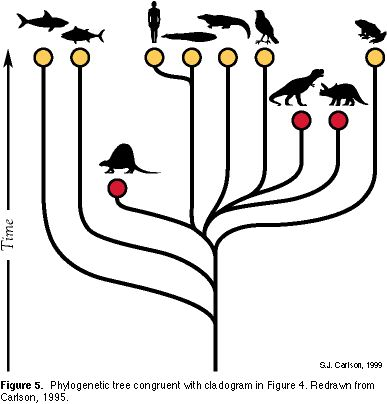 Time
S.J. Carlson, 1999
Figure 5. Phylogenetic tree congruent with cladogram in Figure 4. Redrawn from
Carlson, 1995.